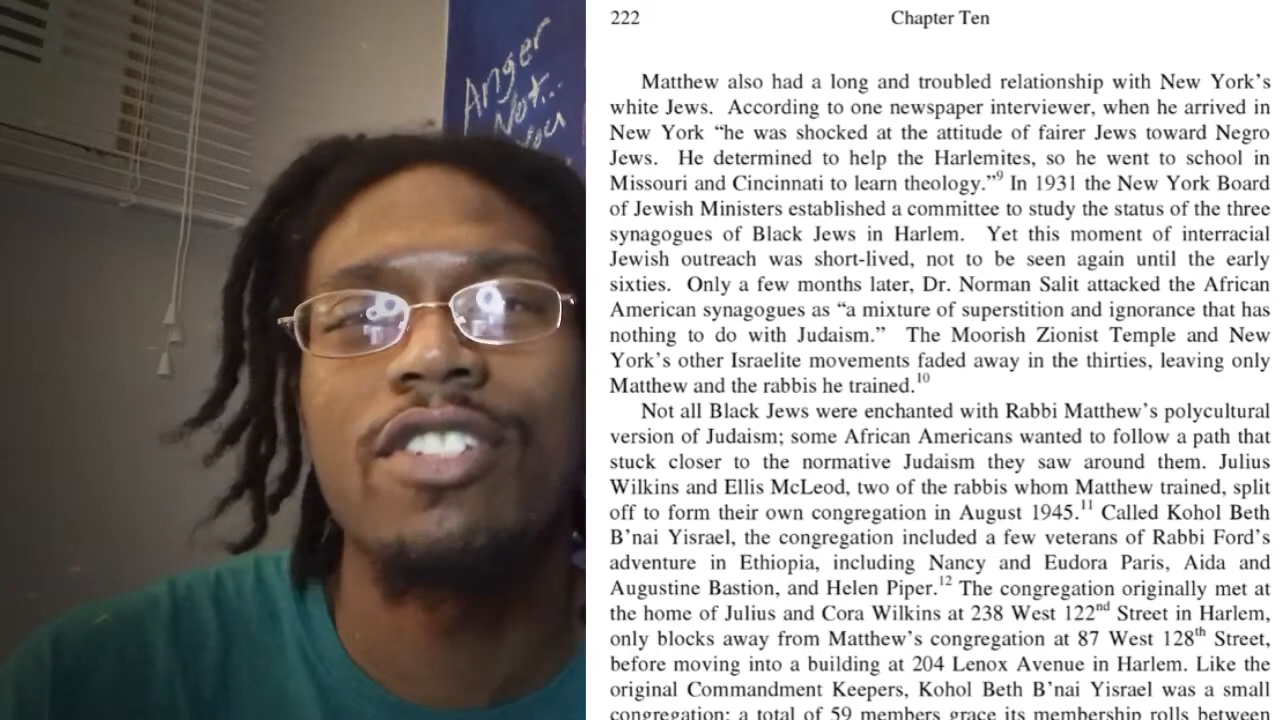 Anger
Not...
you
222
Chapter Ten
Matthew also had a long and troubled relationship with New York's
white Jews. According to one newspaper interviewer, when he arrived in
New York “he was shocked at the attitude of fairer Jews toward Negro
Jews. He determined to help the Harlemites, so he went to school in
Missouri and Cincinnati to learn theology.”9 In 1931 the New York Board
of Jewish Ministers established a committee to study the status of the three
synagogues of Black Jews in Harlem. Yet this moment of interracial
Jewish outreach was short-lived, not to be seen again until the early
sixties. Only a few months later, Dr. Norman Salit attacked the African
American synagogues as “a mixture of superstition and ignorance that has
nothing to do with Judaism.” The Moorish Zionist Temple and New
York's other Israelite movements faded away in the thirties, leaving only
Matthew and the rabbis he trained.10
Not all Black Jews were enchanted with Rabbi Matthew's polycultural
version of Judaism; some African Americans wanted to follow a path that
stuck closer to the normative Judaism they saw around them. Julius
Wilkins and Ellis McLeod, two of the rabbis whom Matthew trained, split
off to form their own congregation in August 1945.11 Called Kohol Beth
B'nai Yisrael, the congregation included a few veterans of Rabbi Ford's
adventure in Ethiopia, including Nancy and Eudora Paris, Aida and
Augustine Bastion, and Helen Piper.12 The congregation originally met at
the home of Julius and Cora Wilkins at 238 West 122nd Street in Harlem,
only blocks away from Matthew's congregation at 87 West 128th Street,
before moving into a building at 204 Lenox Avenue in Harlem. Like the
original Commandment Keepers, Kohol Beth B'nai Yisrael was a small
congregation; a total of 59 members grace its membership rolls between